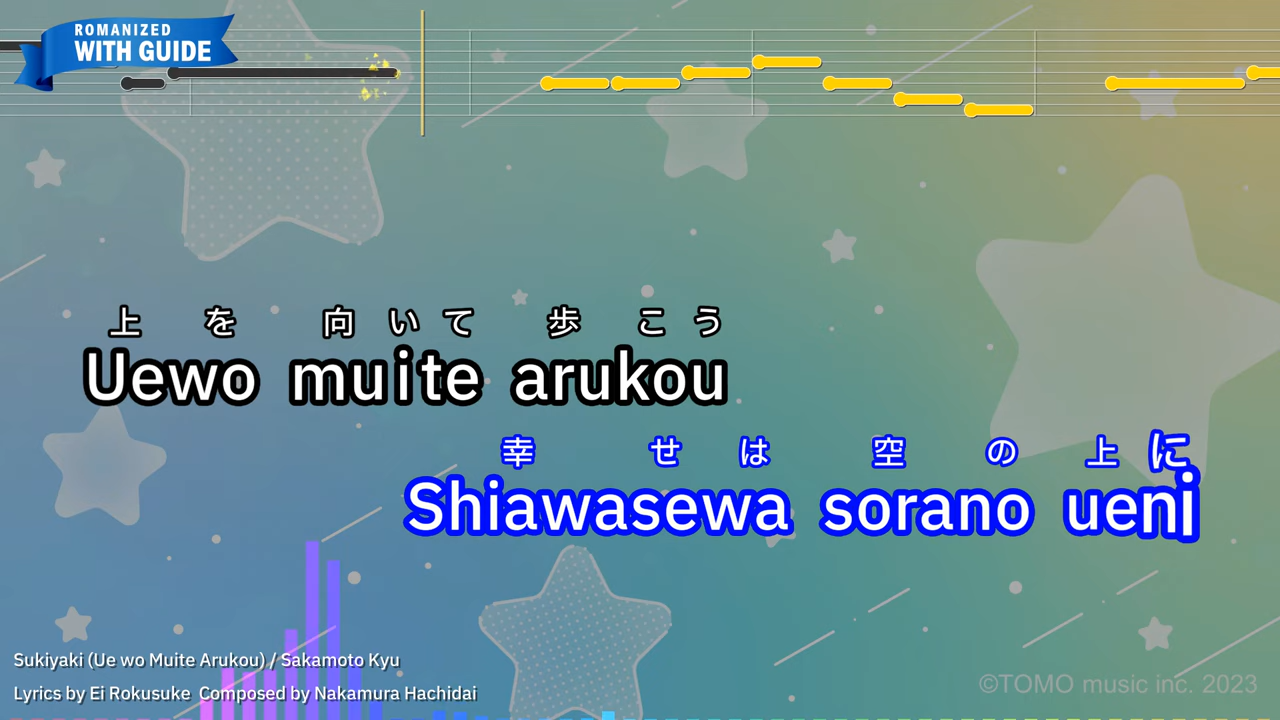 ROMANIZED
WITH GUIDE
上を向いて歩こう
Uewo muite arukou
幸せは空の上に
Shiawasewa sorano ueni
Sukiyaki (Ue wo Muite Arukou) / Sakamoto Kyu
Lyrics by Ei Rokusuke Composed by Nakamura Hachidai
©TOMO music inc. 2023